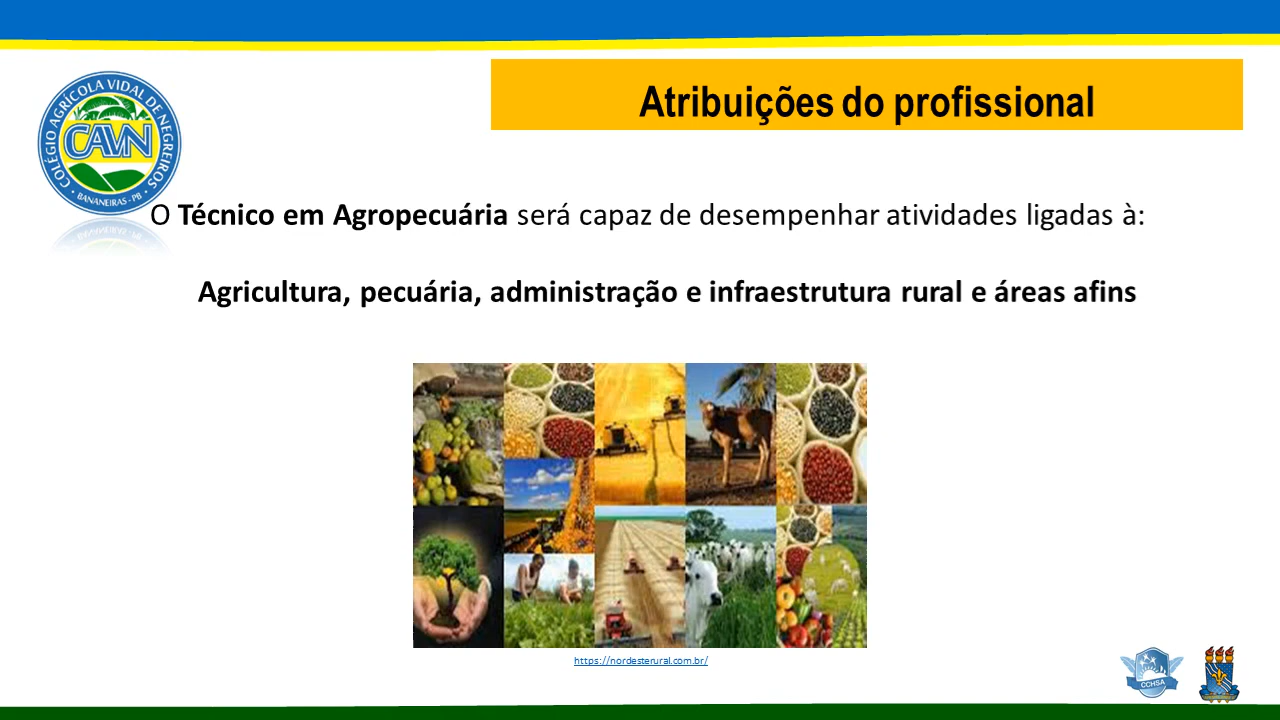 Atribuições do profissional
COLÉGIO AGRÍCOLA VIDAL DE NEGREIROS
CAVN
• BANANEIRAS - PB •
O Técnico em Agropecuária será capaz de desempenhar atividades ligadas à:
Agricultura, pecuária, administração e infraestrutura rural e áreas afins
https://nordesterural.com.br/
CCHSA